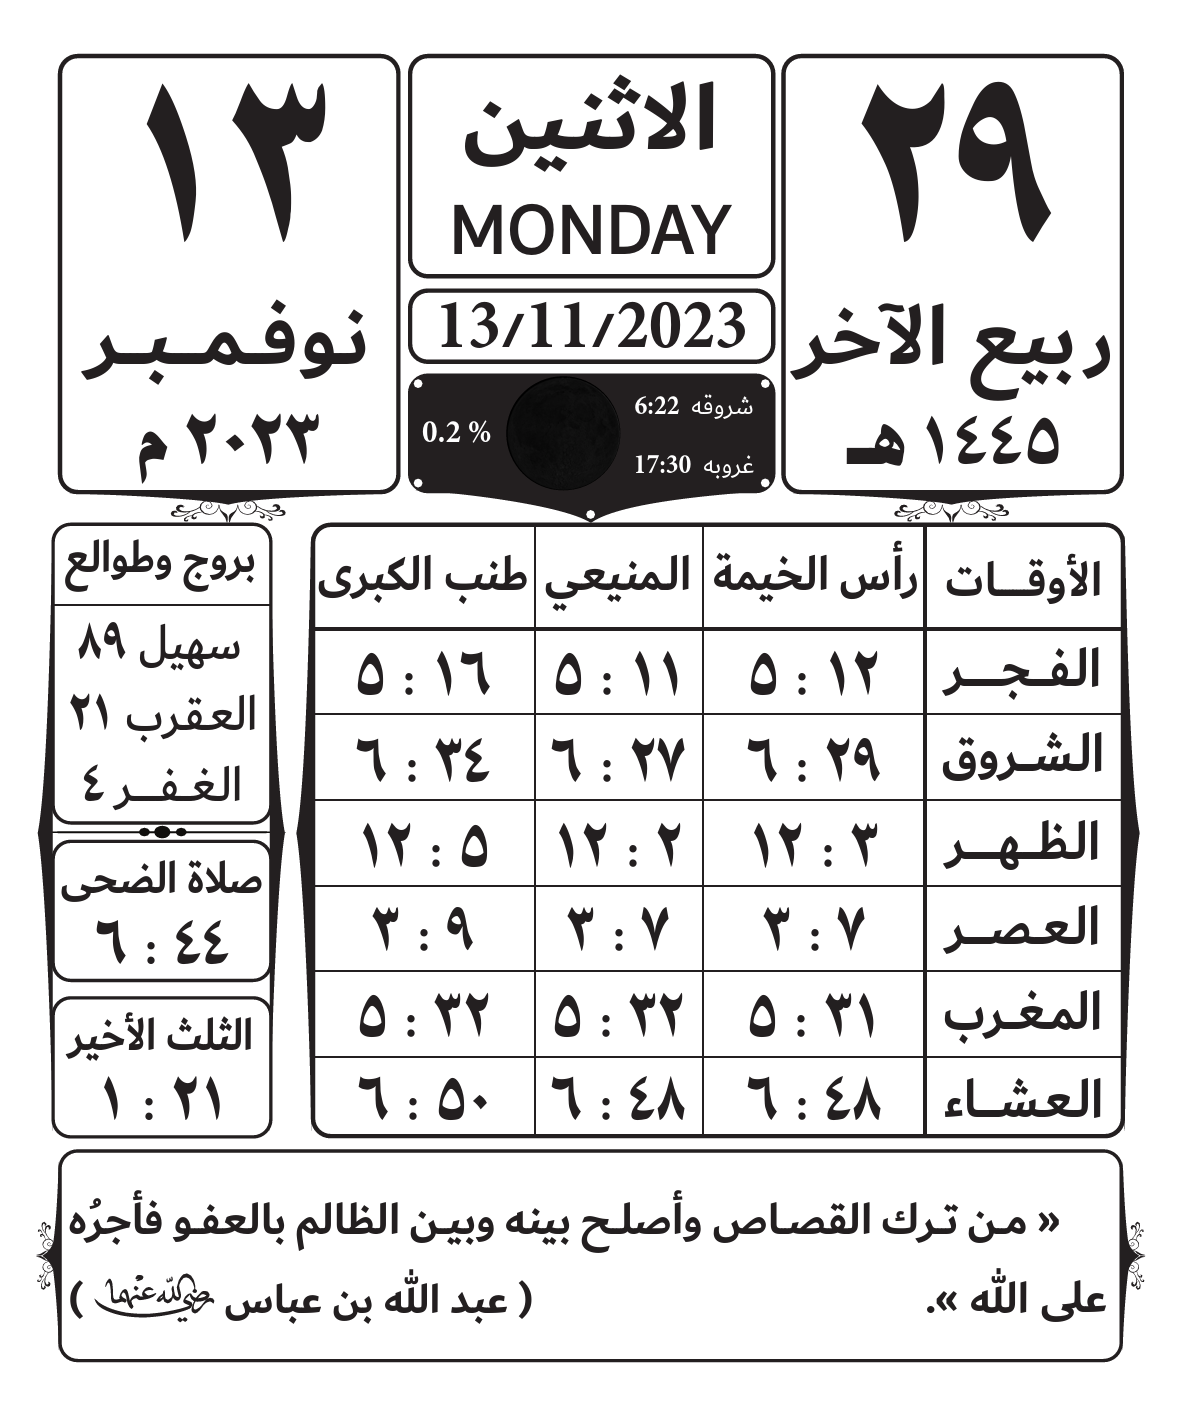 ٢٩
ربيع الآخر
١٤٤٥ هـ
الاثنين
MONDAY
13/11/2023
شروقه 6:22
0.2 %
غروبه 17:30
١٣
نوفمبر
٢٠٢٣ م
الأوقات رأس الخيمة المنيعي طنب الكبرى
الفجر ٥ : ١٢ ٥ : ١١ ٥ : ١٦
الشروق ٦ : ٢٩ ٦ : ٢٧ ٦ : ٣٤
الظهر ١٢ : ٣ ١٢ : ٢ ١٢ : ٥
العصر ٣ : ٧ ٣ : ٧ ٣ : ٩
المغرب ٥ : ٣١ ٥ : ٣٢ ٥ : ٣٢
العشاء ٦ : ٤٨ ٦ : ٤٨ ٦ : ٥٠
بروج وطوالع
سهيل ٨٩
العقرب ٢١
الغفر ٤
صلاة الضحى
٦ : ٤٤
الثلث الأخير
١ : ٢١
« من ترك القصاص وأصلح بينه وبين الظالم بالعفو فأجرُه
على الله ». ( عبد الله بن عباس رضي الله عنهما )